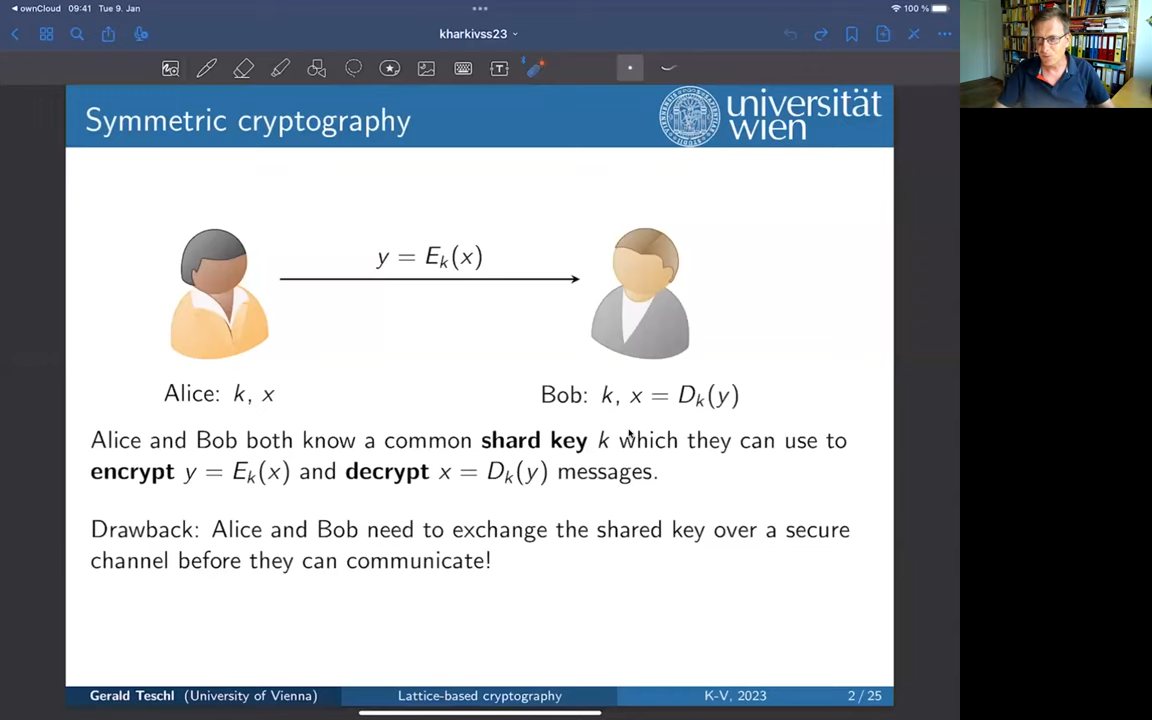 ownCloud 09:41 Tue 9. Jan
100 %
kharkivss23
Symmetric cryptography
universität
wien
y = E_k(x)
Alice: k, x
Bob: k, x = D_k(y)
Alice and Bob both know a common shard key k which they can use to
encrypt y = E_k(x) and decrypt x = D_k(y) messages.
Drawback: Alice and Bob need to exchange the shared key over a secure
channel before they can communicate!
Gerald Teschl (University of Vienna)
Lattice-based cryptography
K-V, 2023
2 / 25